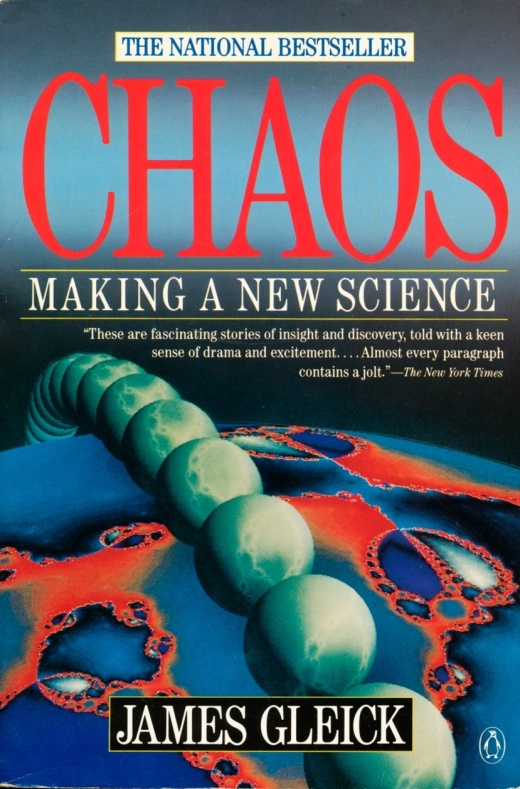 THE NATIONAL BESTSELLER
CHAOS
MAKING A NEW SCIENCE
“These are fascinating stories of insight and discovery, told with a keen
sense of drama and excitement. . . . Almost every paragraph
contains a jolt.”—The New York Times
JAMES GLEICK